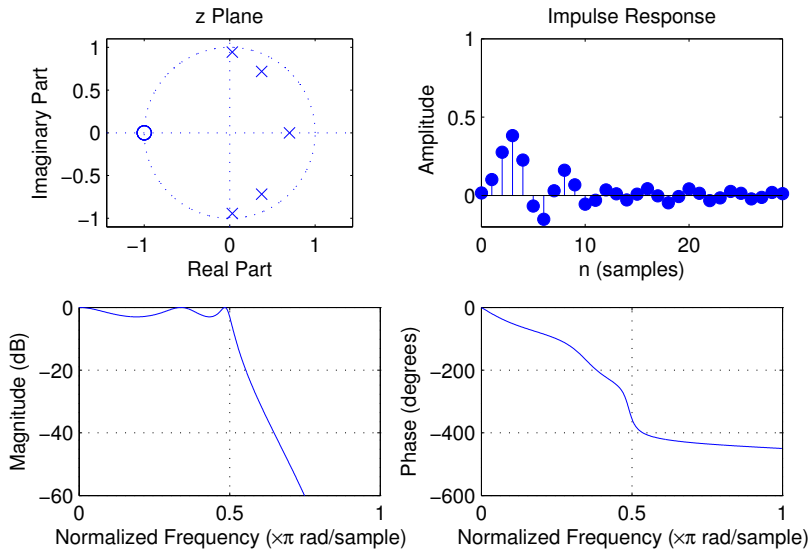 z Plane
1
0.5
0
−0.5
−1
−1
0
1
Imaginary Part
Real Part
Impulse Response
1
0.5
0
0
10
20
Amplitude
n (samples)
0
−20
−40
−60
0
0.5
1
Magnitude (dB)
Normalized Frequency (×π rad/sample)
0
−200
−400
−600
0
0.5
1
Phase (degrees)
Normalized Frequency (×π rad/sample)